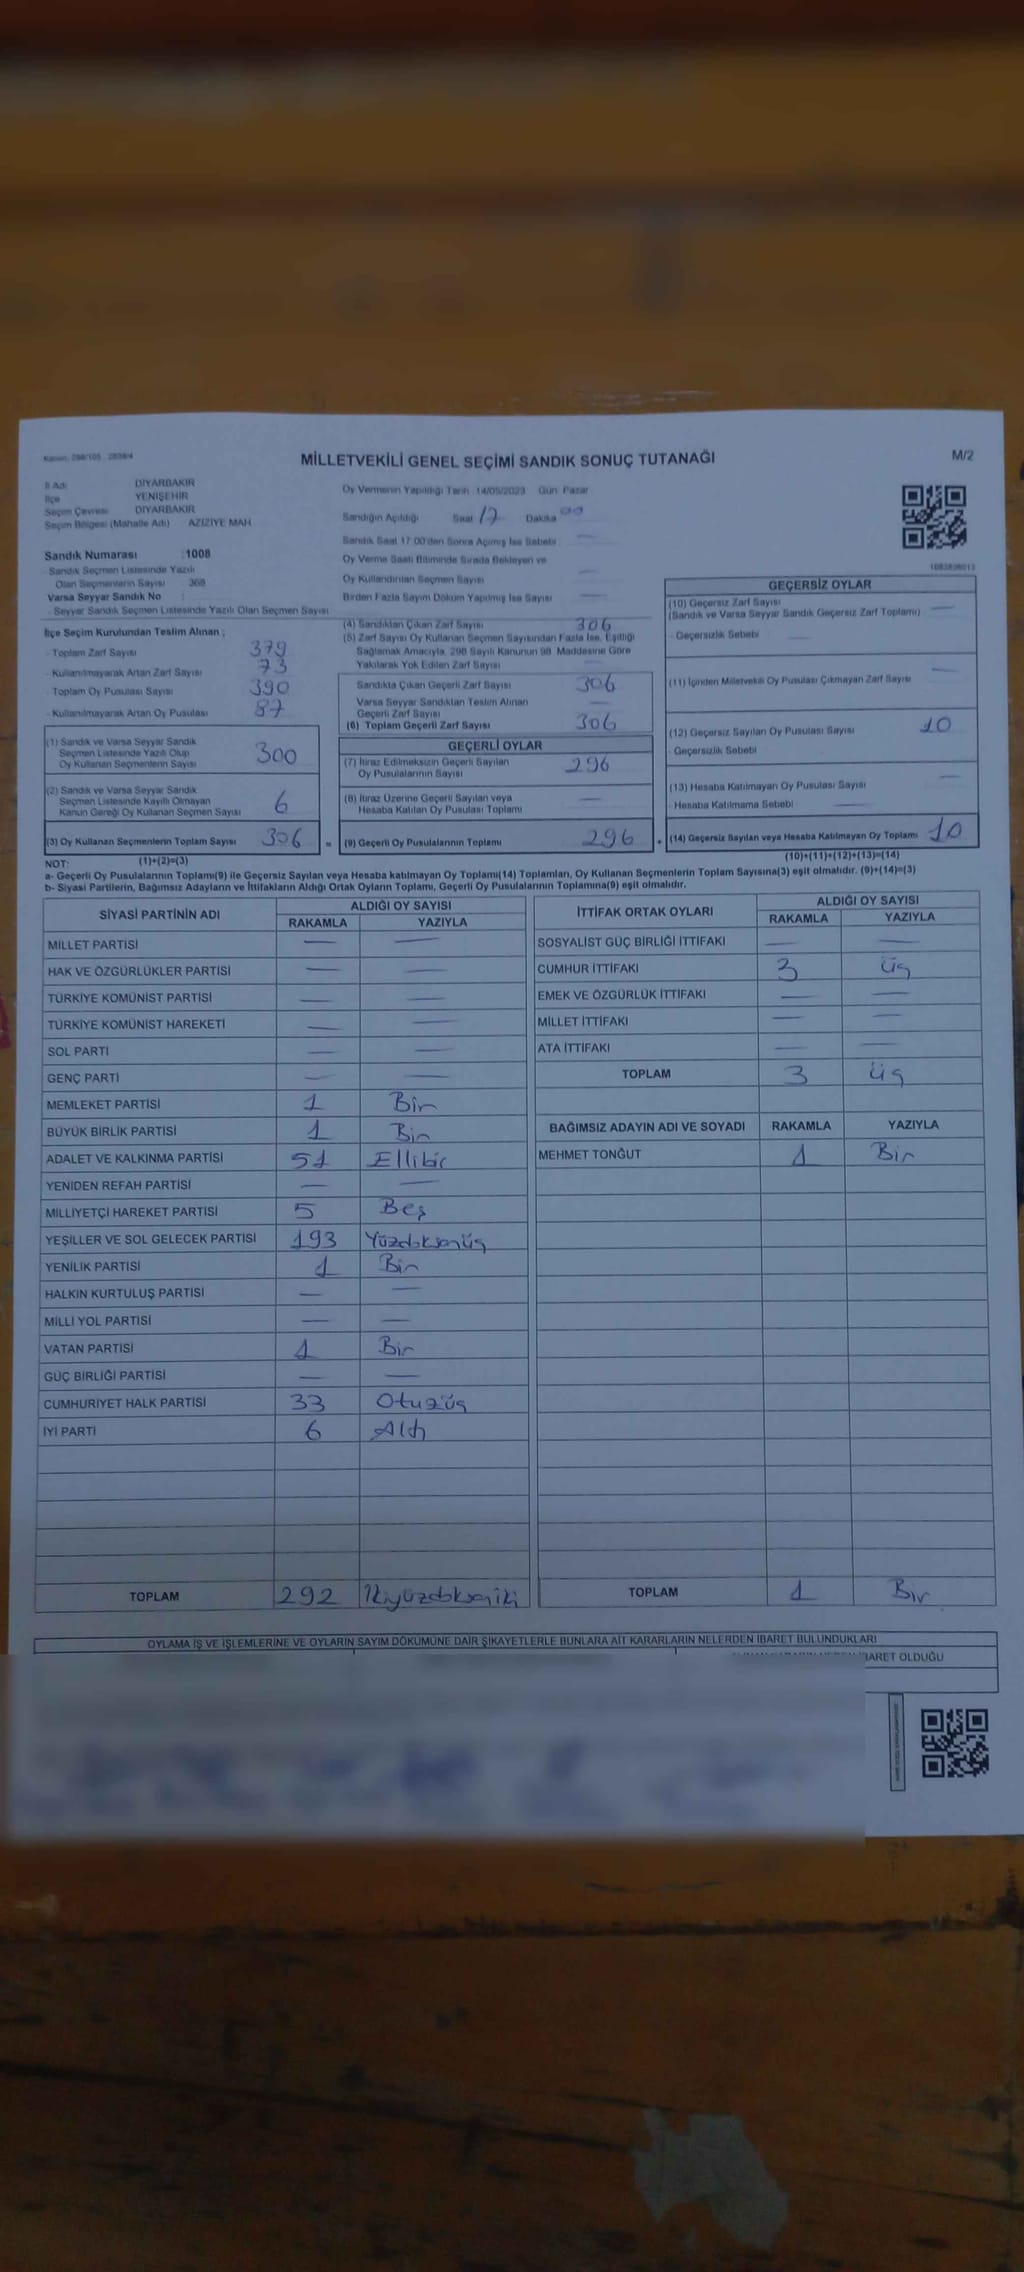 Kanun: 298/105 - 2839/4
MİLLETVEKİLİ GENEL SEÇİMİ SANDIK SONUÇ TUTANAĞI
M/2
İl Adı DİYARBAKIR
İlçe YENİŞEHİR
Seçim Çevresi DİYARBAKIR
Seçim Bölgesi (Mahalle Adı) AZİZİYE MAH
Sandık Numarası :1008
Sandık Seçmen Listesinde Yazılı
Olan Seçmenlerin Sayısı 368
Varsa Seyyar Sandık No :
- Seyyar Sandık Seçmen Listesinde Yazılı Olan Seçmen Sayısı
Oy Vermenin Yapıldığı Tarih :14/05/2023 Gün: Pazar
Sandığın Açıldığı Saat 17 Dakika 00
Sandık Saat 17:00'den Sonra Açılmış İse Sebebi —
Oy Verme Saati Bitiminde Sırada Bekleyen ve
Oy Kullandırılan Seçmen Sayısı —
Birden Fazla Sayım Döküm Yapılmış İse Sayısı —
İlçe Seçim Kurulundan Teslim Alınan ;
- Toplam Zarf Sayısı 379
- Kullanılmayarak Artan Zarf Sayısı 73
- Toplam Oy Pusulası Sayısı 390
- Kullanılmayarak Artan Oy Pusulası 87
(1) Sandık ve Varsa Seyyar Sandık
Seçmen Listesinde Yazılı Olup
Oy Kullanan Seçmenlerin Sayısı 300
(2) Sandık ve Varsa Seyyar Sandık
Seçmen Listesinde Kayıtlı Olmayan
Kanun Gereği Oy Kullanan Seçmen Sayısı 6
(3) Oy Kullanan Seçmenlerin Toplam Sayısı 306 =
(4) Sandıktan Çıkan Zarf Sayısı 306
(5) Zarf Sayısı Oy Kullanan Seçmen Sayısından Fazla İse, Eşitliği
Sağlamak Amacıyla, 298 Sayılı Kanunun 98. Maddesine Göre
Yakılarak Yok Edilen Zarf Sayısı —
Sandıkta Çıkan Geçerli Zarf Sayısı 306
Varsa Seyyar Sandıktan Teslim Alınan
Geçerli Zarf Sayısı —
(6) Toplam Geçerli Zarf Sayısı 306
GEÇERLİ OYLAR
(7) İtiraz Edilmeksizin Geçerli Sayılan
Oy Pusulalarının Sayısı 296
(8) İtiraz Üzerine Geçerli Sayılan veya
Hesaba Katılan Oy Pusulası Toplamı —
(9) Geçerli Oy Pusulalarının Toplamı 296 +
GEÇERSİZ OYLAR
(10) Geçersiz Zarf Sayısı
(Sandık ve Varsa Seyyar Sandık Geçersiz Zarf Toplamı) —
- Geçersizlik Sebebi —
(11) İçinden Milletvekili Oy Pusulası Çıkmayan Zarf Sayısı —
(12) Geçersiz Sayılan Oy Pusulası Sayısı 10
- Geçersizlik Sebebi
(13) Hesaba Katılmayan Oy Pusulası Sayısı —
- Hesaba Katılmama Sebebi —
(14) Geçersiz Sayılan veya Hesaba Katılmayan Oy Toplamı 10
NOT: (1)+(2)=(3) (10)+(11)+(12)+(13)=(14)
a- Geçerli Oy Pusulalarının Toplamı(9) ile Geçersiz Sayılan veya Hesaba katılmayan Oy Toplamı(14) Toplamları, Oy Kullanan Seçmenlerin Toplam Sayısına(3) eşit olmalıdır. (9)+(14)=(3)
b- Siyasi Partilerin, Bağımsız Adayların ve İttifakların Aldığı Ortak Oyların Toplamı, Geçerli Oy Pusulalarının Toplamına(9) eşit olmalıdır.
SİYASİ PARTİNİN ADI ALDIĞI OY SAYISI
RAKAMLA YAZIYLA
MİLLET PARTİSİ — —
HAK VE ÖZGÜRLÜKLER PARTİSİ — —
TÜRKİYE KOMÜNİST PARTİSİ — —
TÜRKİYE KOMÜNİST HAREKETİ — —
SOL PARTİ — —
GENÇ PARTİ — —
MEMLEKET PARTİSİ 1 Bir
BÜYÜK BİRLİK PARTİSİ 1 Bir
ADALET VE KALKINMA PARTİSİ 51 Ellibir
YENİDEN REFAH PARTİSİ — —
MİLLİYETÇİ HAREKET PARTİSİ 5 Beş
YEŞİLLER VE SOL GELECEK PARTİSİ 193 Yüzdoksanüç
YENİLİK PARTİSİ 1 Bir
HALKIN KURTULUŞ PARTİSİ — —
MİLLİ YOL PARTİSİ — —
VATAN PARTİSİ 1 Bir
GÜÇ BİRLİĞİ PARTİSİ — —
CUMHURİYET HALK PARTİSİ 33 Otuzüç
İYİ PARTİ 6 Altı
TOPLAM 292 İkiyüzdoksaniki
İTTİFAK ORTAK OYLARI ALDIĞI OY SAYISI
RAKAMLA YAZIYLA
SOSYALİST GÜÇ BİRLİĞİ İTTİFAKI — —
CUMHUR İTTİFAKI 3 üç
EMEK VE ÖZGÜRLÜK İTTİFAKI — —
MİLLET İTTİFAKI — —
ATA İTTİFAKI — —
TOPLAM 3 üç
BAĞIMSIZ ADAYIN ADI VE SOYADI RAKAMLA YAZIYLA
MEHMET TONĞUT 1 Bir
TOPLAM 1 Bir
OYLAMA İŞ VE İŞLEMLERİNE VE OYLARIN SAYIM DÖKÜMÜNE DAİR ŞİKAYETLERLE BUNLARA AİT KARARLARIN NELERDEN İBARET BULUNDUKLARI
İBARET OLDUĞU